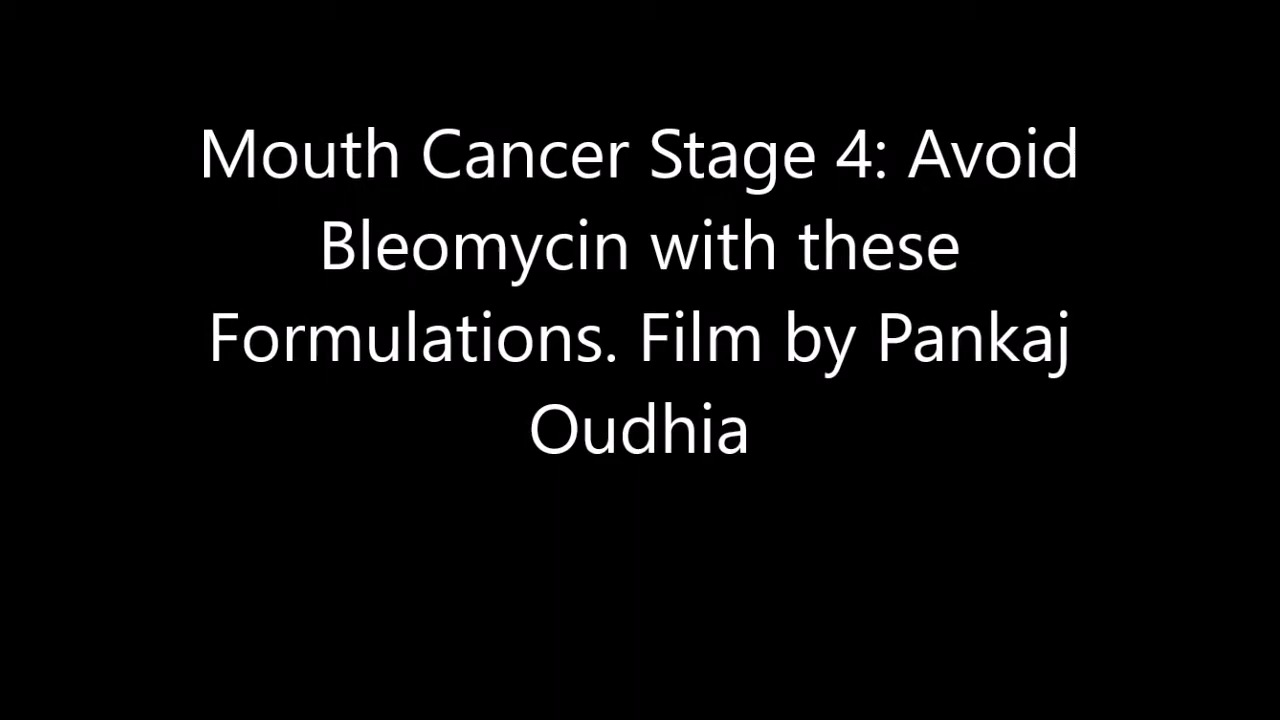 Mouth Cancer Stage 4: Avoid
Bleomycin with these
Formulations. Film by Pankaj
Oudhia